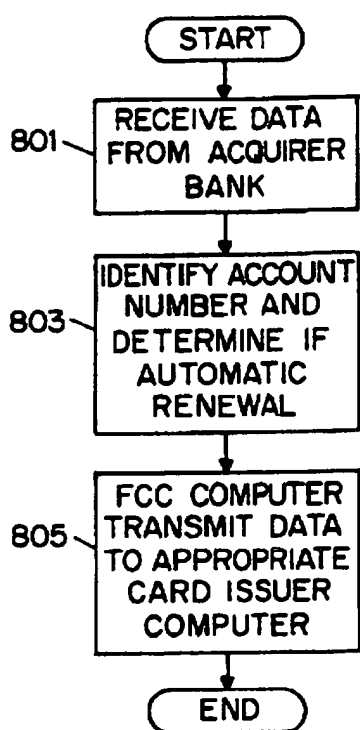 START
801
RECEIVE DATA
FROM ACQUIRER
BANK
803
IDENTIFY ACCOUNT
NUMBER AND
DETERMINE IF
AUTOMATIC
RENEWAL
805
FCC COMPUTER
TRANSMIT DATA
TO APPROPRIATE
CARD ISSUER
COMPUTER
END